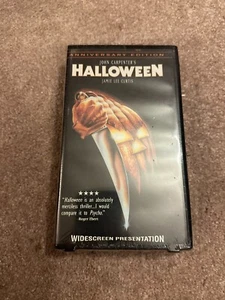 ANNIVERSARY EDITION
JOHN CARPENTER'S
HALLOWEEN
JAMIE LEE CURTIS
★★★★
"Halloween is an absolutely
merciless thriller...I would
compare it to Psycho."
Roger Ebert
WIDESCREEN PRESENTATION